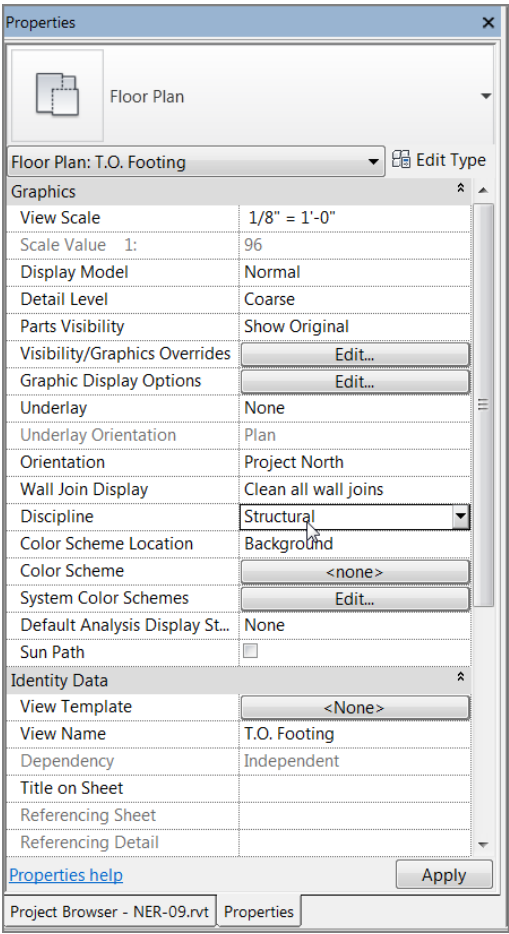 Properties
Floor Plan
Floor Plan: T.O. Footing Edit Type
Graphics
View Scale 1/8" = 1'-0"
Scale Value 1: 96
Display Model Normal
Detail Level Coarse
Parts Visibility Show Original
Visibility/Graphics Overrides Edit...
Graphic Display Options Edit...
Underlay None
Underlay Orientation Plan
Orientation Project North
Wall Join Display Clean all wall joins
Discipline Structural
Color Scheme Location Background
Color Scheme <none>
System Color Schemes Edit...
Default Analysis Display St... None
Sun Path
Identity Data
View Template <None>
View Name T.O. Footing
Dependency Independent
Title on Sheet
Referencing Sheet
Referencing Detail
Properties help Apply
Project Browser - NER-09.rvt Properties